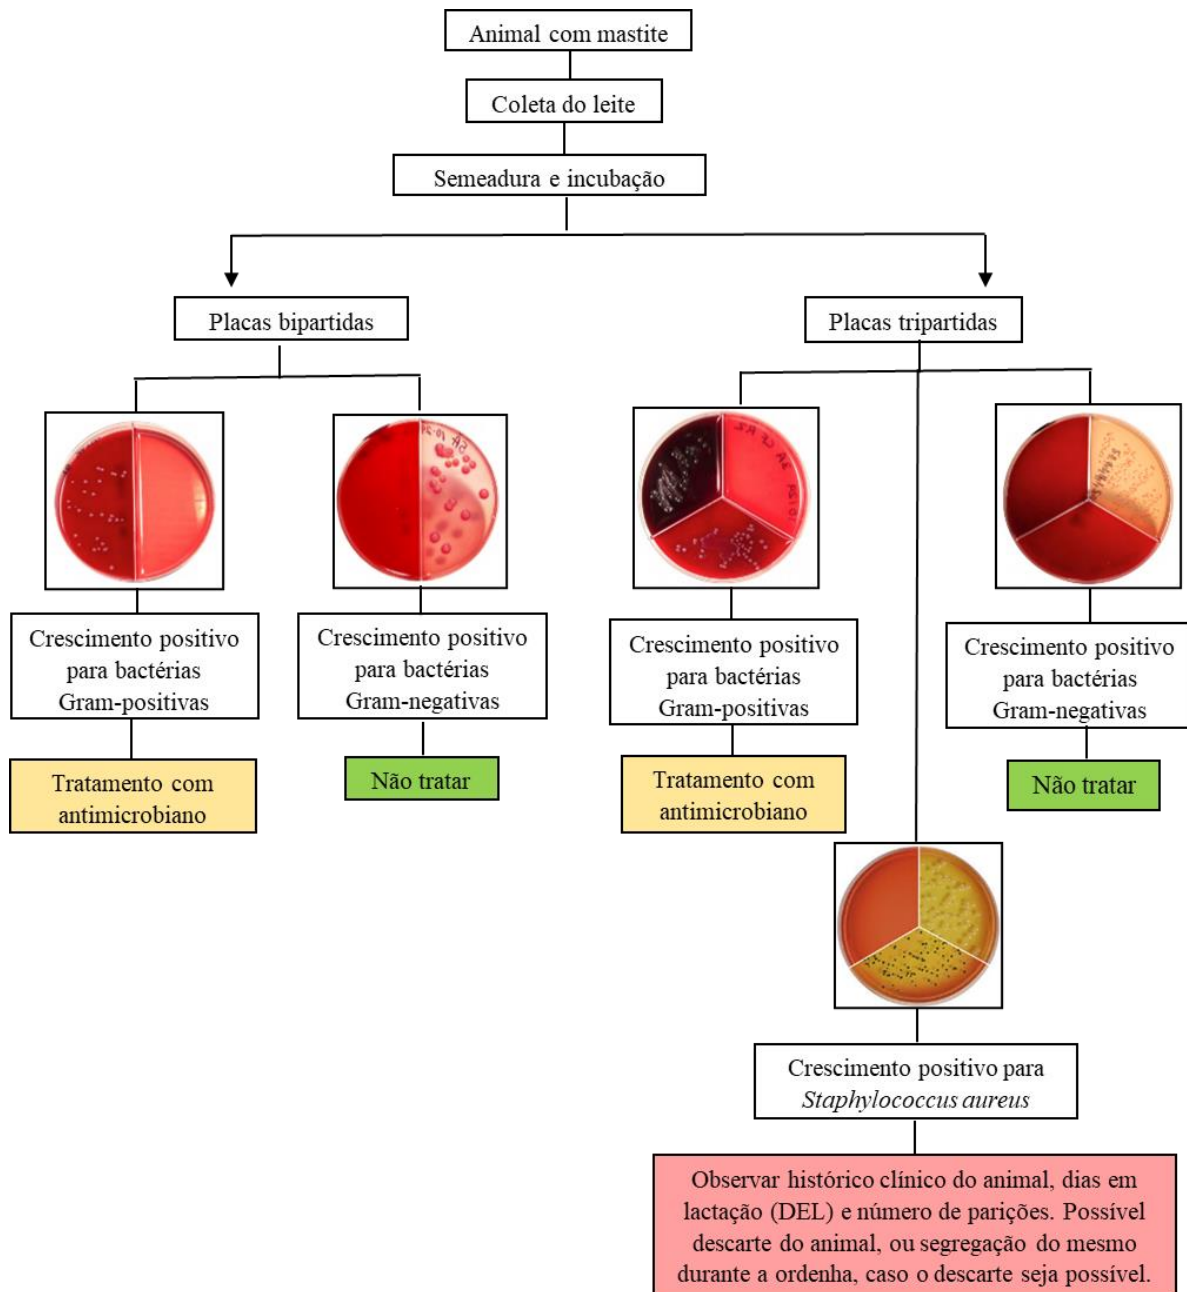 Animal com mastite
Coleta do leite
Semeadura e incubação
Placas bipartidas
Placas tripartidas
Crescimento positivo
para bactérias
Gram-positivas
Crescimento positivo
para bactérias
Gram-negativas
Crescimento positivo
para bactérias
Gram-positivas
Crescimento positivo
para bactérias
Gram-negativas
Tratamento com
antimicrobiano
Não tratar
Tratamento com
antimicrobiano
Não tratar
Crescimento positivo para
Staphylococcus aureus
Observar histórico clínico do animal, dias em
lactação (DEL) e número de parições. Possível
descarte do animal, ou segregação do mesmo
durante a ordenha, caso o descarte seja possível.